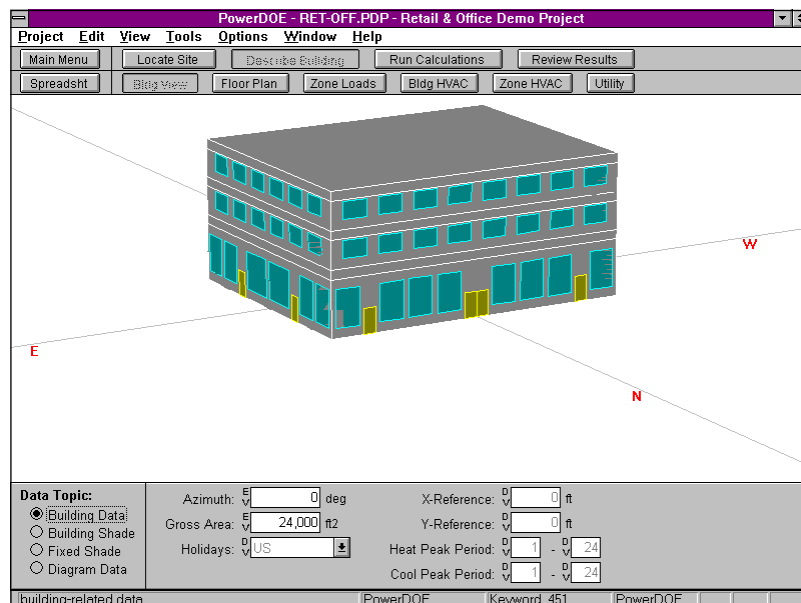 PowerDOE - RET-OFF.PDP - Retail & Office Demo Project
Project Edit View Tools Options Window Help
Main Menu Locate Site Describe Building Run Calculations Review Results
Spreadsht Bldg View Floor Plan Zone Loads Bldg HVAC Zone HVAC Utility
W
E
N
Data Topic:
Building Data
Building Shade
Fixed Shade
Diagram Data
Azimuth: E V 0 deg
Gross Area: E V 24,000 ft2
Holidays: D V US
X-Reference: D V 0 ft
Y-Reference: D V 0 ft
Heat Peak Period: D V 1 - D V 24
Cool Peak Period: D V 1 - D V 24
building-related data PowerDOE Keyword 451 PowerDOE